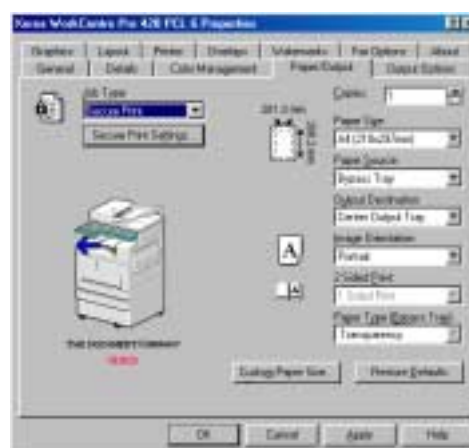 Xerox WorkCentre Pro 428 PCL 6 Properties
Graphics Layout Printer Overlays Watermarks Fax Options About
General Details Color Management Paper/Output Output Options
Job Type
Secure Print
Secure Print Settings
Copies: 1
Paper Size
A4 (210x297mm)
Paper Source
Bypass Tray
Output Destination
Center Output Tray
Image Orientation
Portrait
A
2 Sided Print
1 Sided Print
Paper Type (Bypass Tray)
Transparency
THE DOCUMENT COMPANY
XEROX
Custom Paper Size
Restore Defaults
OK Cancel Apply Help